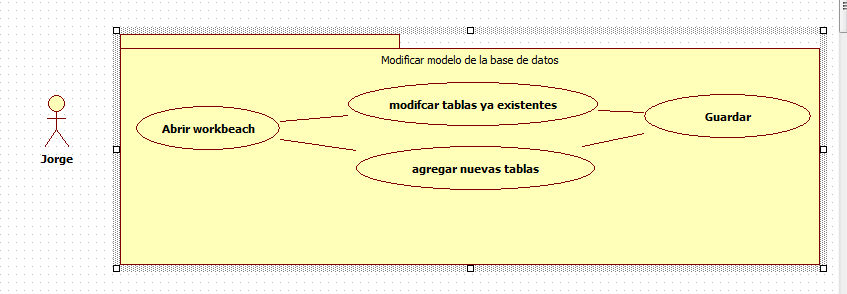 Modificar modelo de la base de datos
modifcar tablas ya existentes
Abrir workbeach
Guardar
agregar nuevas tablas
Jorge